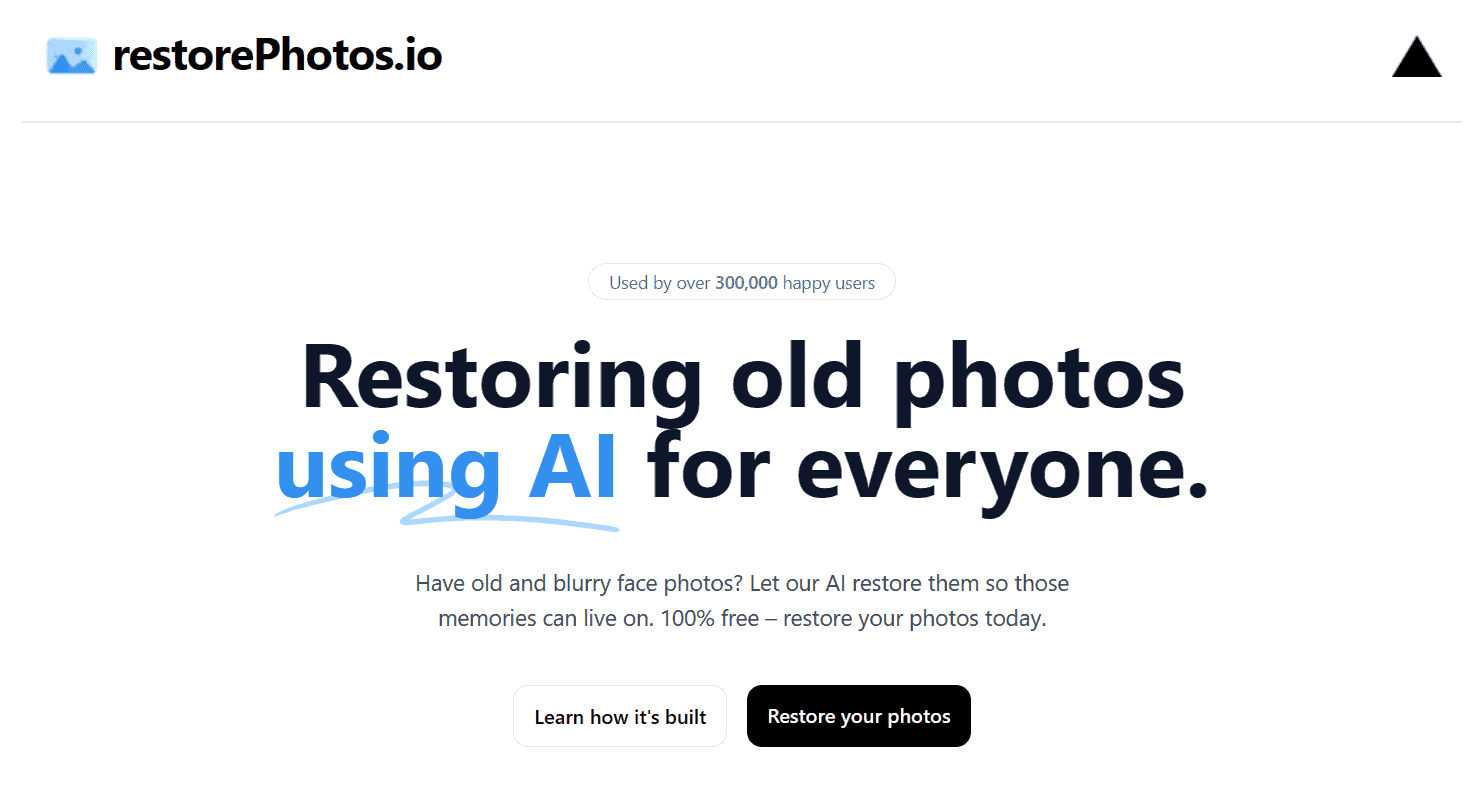 restorePhotos.io
Used by over 300,000 happy users
Restoring old photos
using AI for everyone.
Have old and blurry face photos? Let our AI restore them so those
memories can live on. 100% free – restore your photos today.
Learn how it's built
Restore your photos